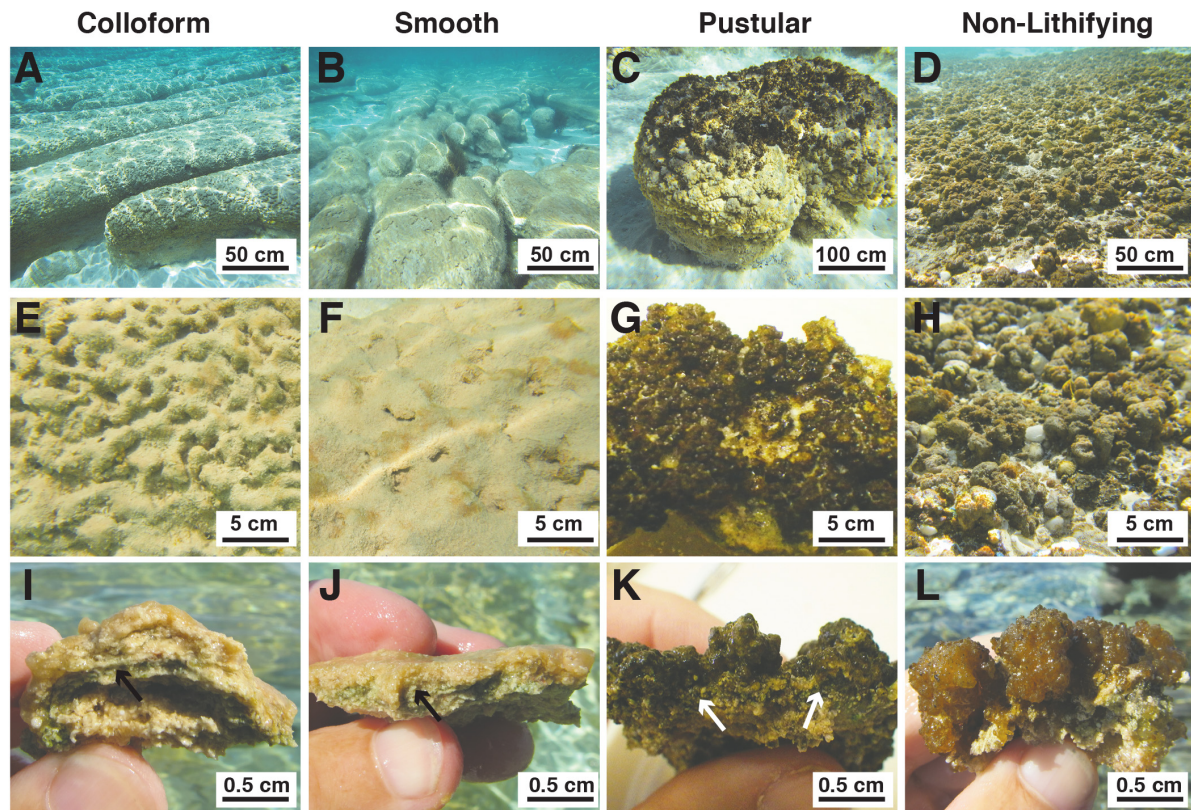 Colloform Smooth Pustular Non-Lithifying
A B C D
50 cm 50 cm 100 cm 50 cm
E F G H
5 cm 5 cm 5 cm 5 cm
I J K L
0.5 cm 0.5 cm 0.5 cm 0.5 cm